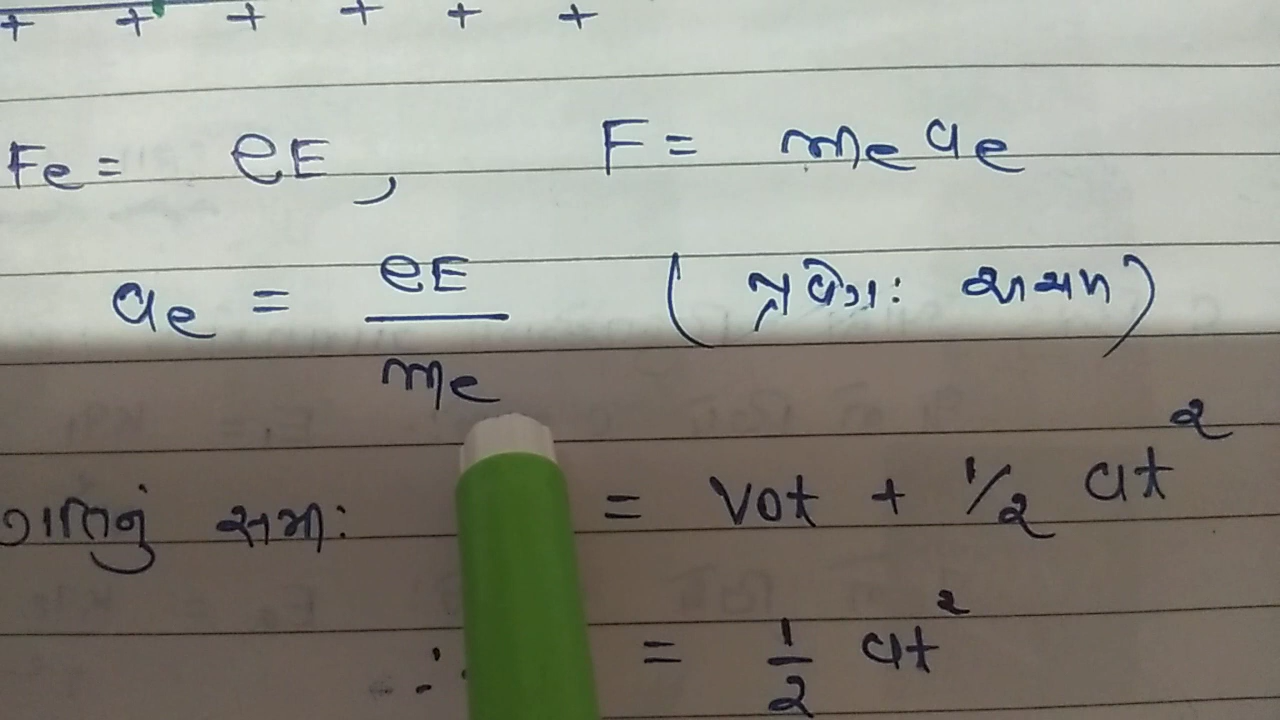 + + + + + +
Fe = eE, F = me ae
ae = eE / me (પ્રવેગ: અચળ)
ગતિનું સમી: = v0t + 1/2 at²
∴ = 1/2 at²